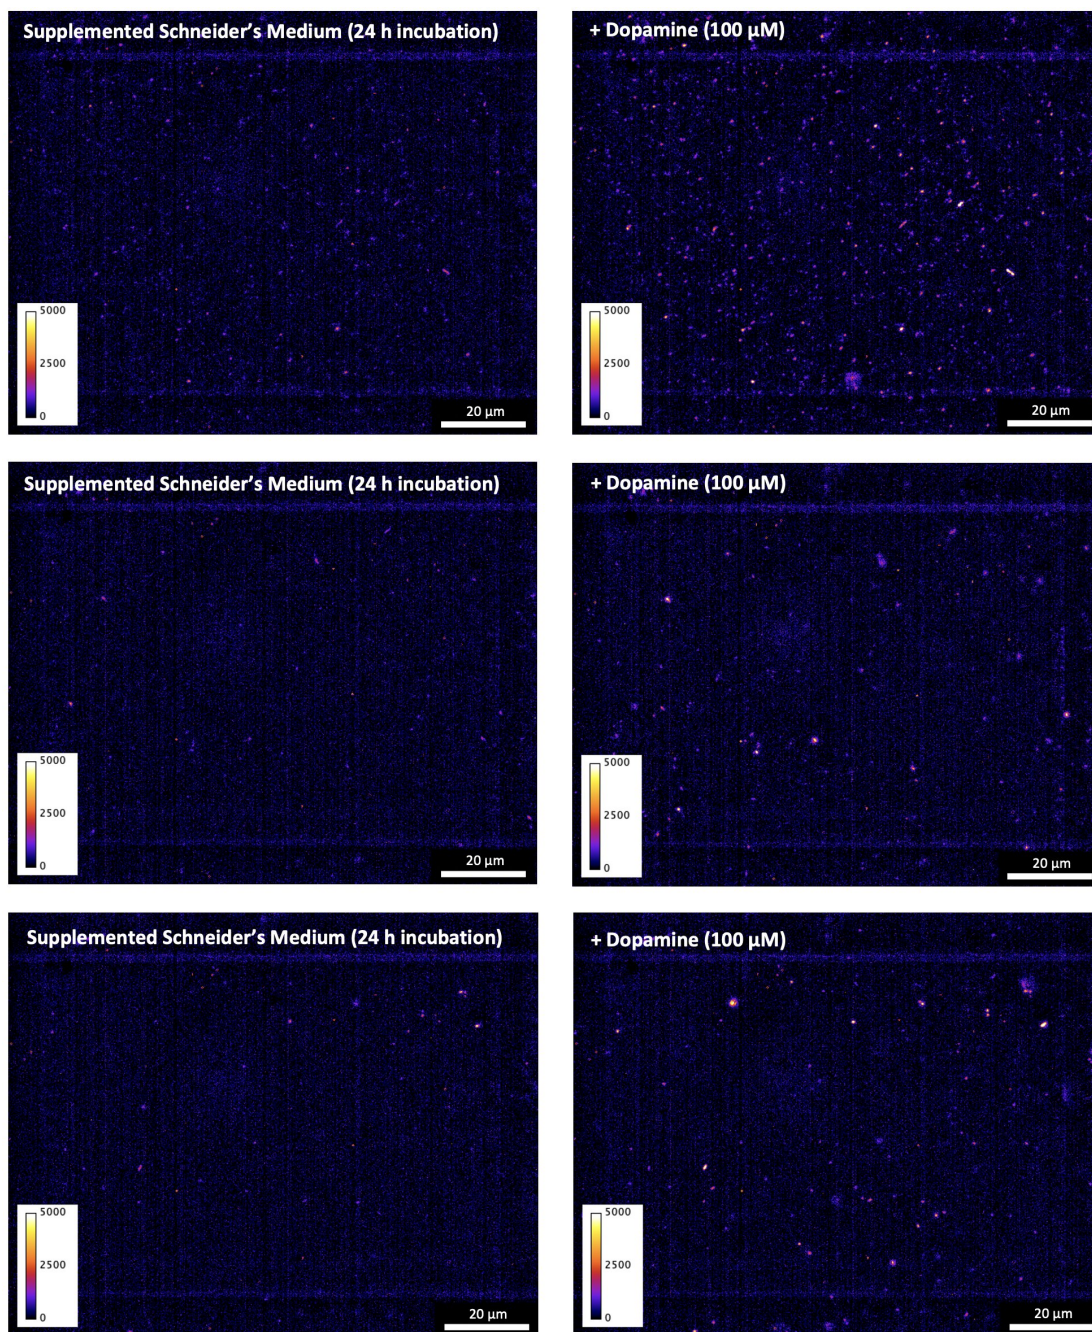 Supplemented Schneider's Medium (24 h incubation)
+ Dopamine (100 µM)
5000
2500
0
20 µm
5000
2500
0
20 µm
Supplemented Schneider's Medium (24 h incubation)
+ Dopamine (100 µM)
5000
2500
0
20 µm
5000
2500
0
20 µm
Supplemented Schneider's Medium (24 h incubation)
+ Dopamine (100 µM)
5000
2500
0
20 µm
5000
2500
0
20 µm